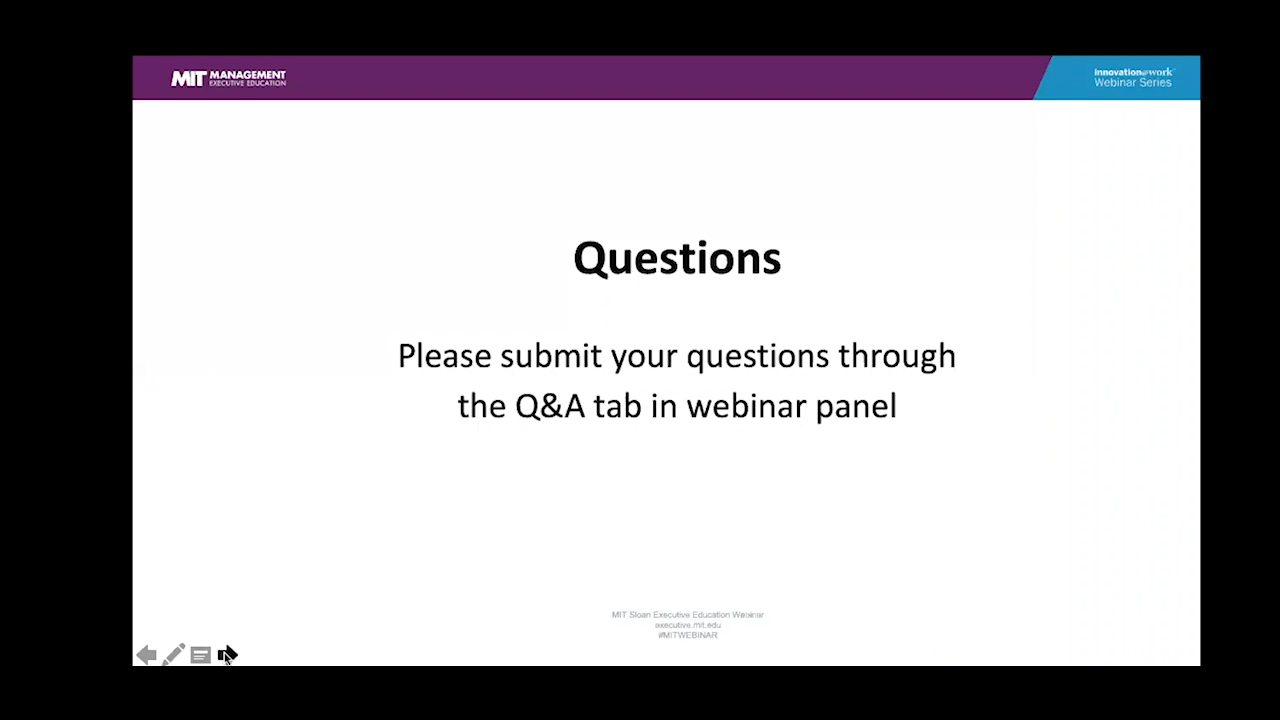 MIT MANAGEMENT
EXECUTIVE EDUCATION
innovation@work™
Webinar Series
Questions
Please submit your questions through
the Q&A tab in webinar panel
MIT Sloan Executive Education Webinar
executive.mit.edu
#MITWEBINAR